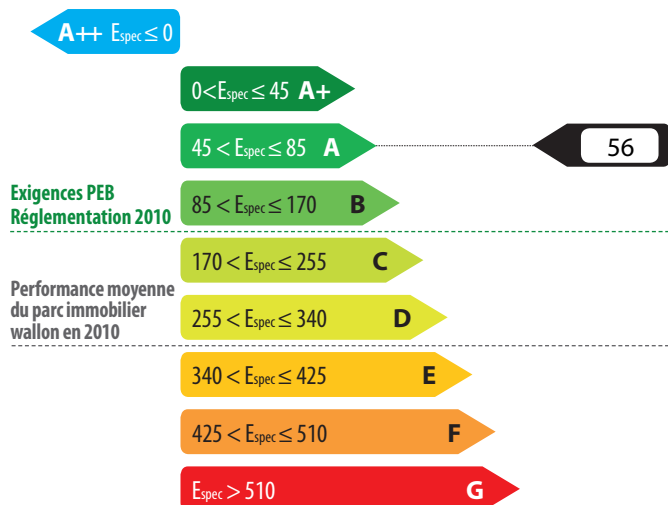 A++ Espec ≤ 0
0<Espec ≤ 45 A+
45 < Espec ≤ 85 A
56
Exigences PEB
Réglementation 2010
85 < Espec ≤ 170 B
170 < Espec ≤ 255 C
Performance moyenne
du parc immobilier
wallon en 2010
255 < Espec ≤ 340 D
340 < Espec ≤ 425 E
425 < Espec ≤ 510 F
Espec > 510 G